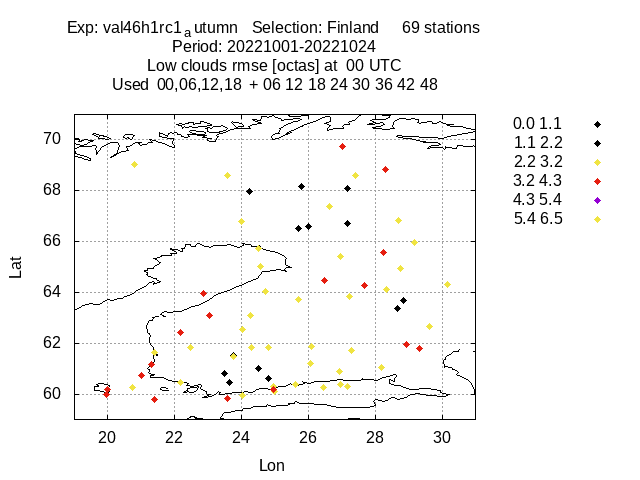 Exp: val46h1rc1autumn Selection: Finland 69 stations
Period: 20221001-20221024
Low clouds rmse [octas] at 00 UTC
Used 00,06,12,18 + 06 12 18 24 30 36 42 48
0.0 1.1
1.1 2.2
2.2 3.2
3.2 4.3
4.3 5.4
5.4 6.5
70
68
66
64
62
60
Lat
20 22 24 26 28 30
Lon